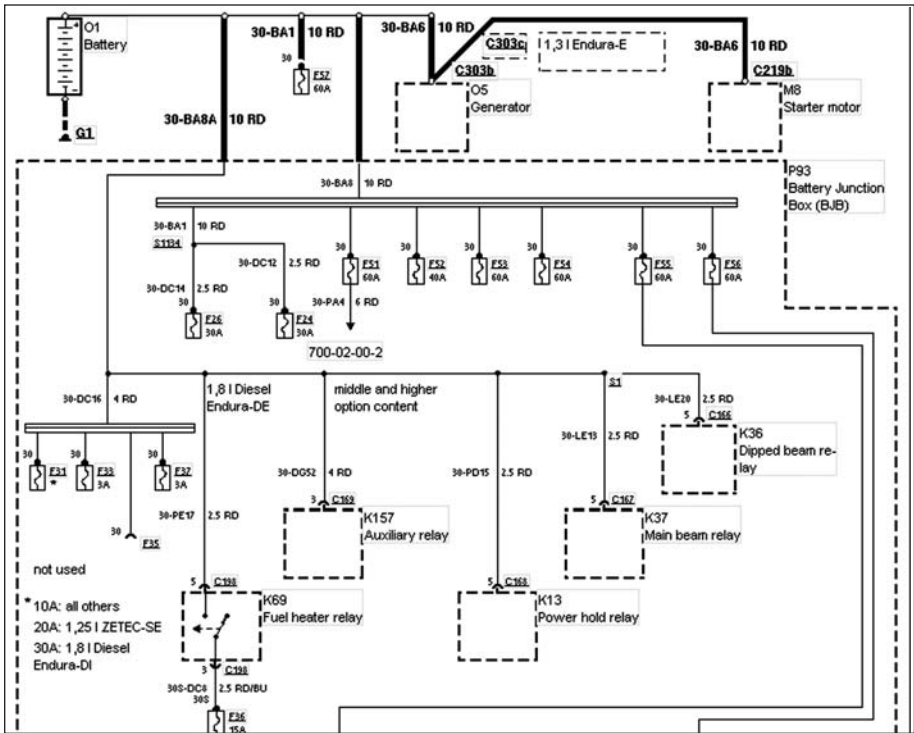 O1
Battery
+
-
G1
30-BA8A 10 RD
30-BA1 10 RD
30
F57
60A
30-BA6 10 RD
C303c
1,3 l Endura-E
C303b
O5
Generator
30-BA6 10 RD
C219b
M8
Starter motor
P93
Battery Junction
Box (BJB)
30-BA8 10 RD
30-BA1 10 RD
S1134
30-DC12 2.5 RD
30-DC14 2.5 RD
30
F26
30A
30
F24
30A
30
F51
60A
30-PA4 6 RD
700-02-00-2
30
F52
40A
30
F53
60A
30
F54
60A
30
F55
60A
30
F56
60A
30-DC16 4 RD
1,8 l Diesel
Endura-DE
middle and higher
option content
S1
30-LE20 2.5 RD
5 C166
K36
Dipped beam re-
lay
30
F31
*
30
F33
3A
30
F35
30
F37
3A
30-LE13 2.5 RD
5 C167
K37
Main beam relay
30-DG52 4 RD
3 C169
K157
Auxiliary relay
30-PD15 2.5 RD
5 C168
K13
Power hold relay
30-PE17 2.5 RD
5 C198
K69
Fuel heater relay
3 C198
30S-DC8 2.5 RD/BU
30S
F36
15A
not used
* 10A: all others
20A: 1,25 l ZETEC-SE
30A: 1,8 l Diesel
Endura-DI